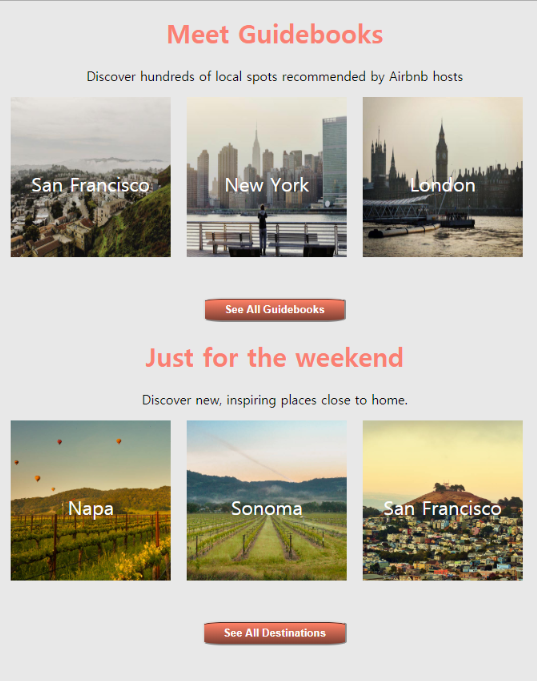 Meet Guidebooks
Discover hundreds of local spots recommended by Airbnb hosts
San Francisco
New York
London
See All Guidebooks
Just for the weekend
Discover new, inspiring places close to home.
Napa
Sonoma
San Francisco
See All Destinations